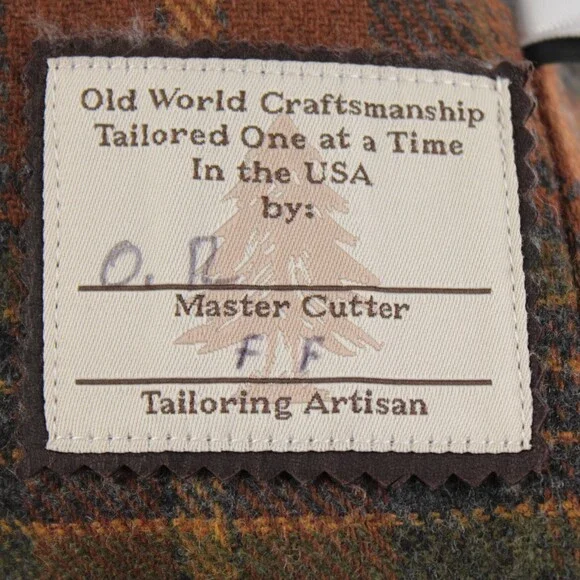 Old World Craftsmanship
Tailored One at a Time
In the USA
by:
O. R
Master Cutter
F F
Tailoring Artisan